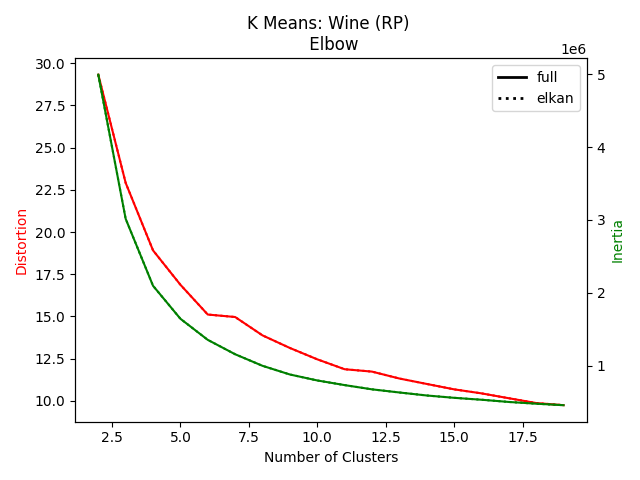 K Means: Wine (RP)
Elbow
1e6
30.0
27.5
25.0
22.5
20.0
17.5
15.0
12.5
10.0
Distortion
full
elkan
5
4
3
2
1
Inertia
2.5
5.0
7.5
10.0
12.5
15.0
17.5
Number of Clusters